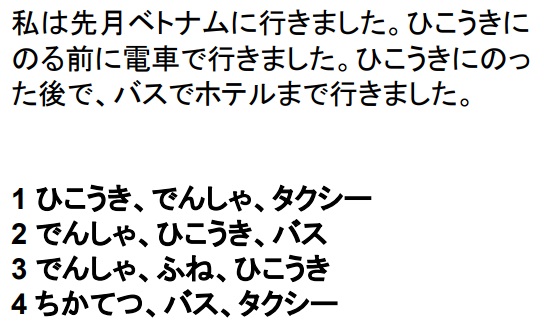 私は先月ベトナムに行きました。ひこうきに
のる前に電車で行きました。ひこうきにのっ
た後で、バスでホテルまで行きました。
1 ひこうき、でんしゃ、タクシー
2 でんしゃ、ひこうき、バス
3 でんしゃ、ふね、ひこうき
4 ちかてつ、バス、タクシー